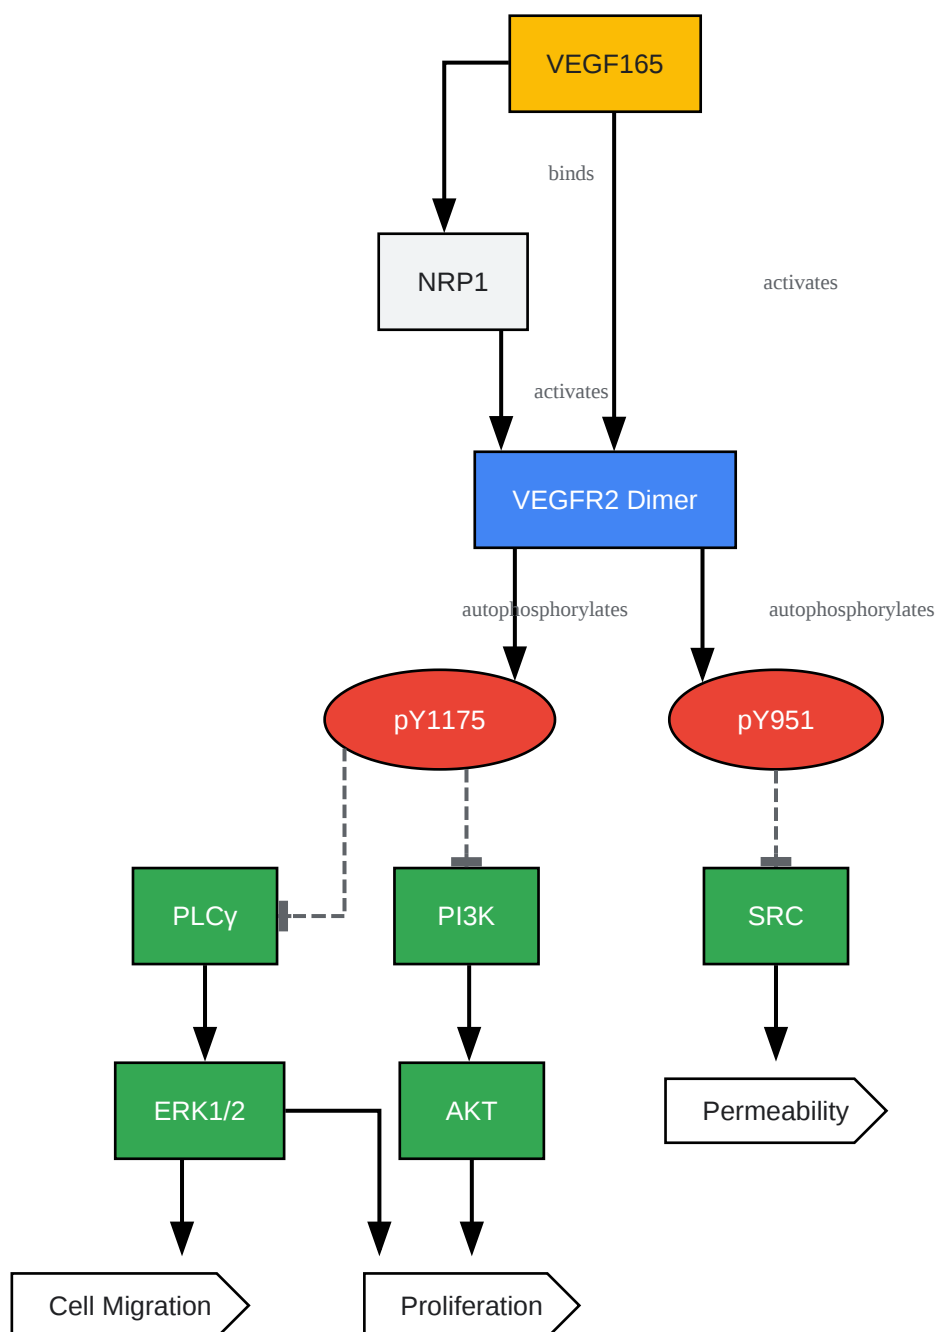 VEGF165
binds
NRP1
activates
activates
VEGFR2 Dimer
autophosphorylates
autophosphorylates
pY1175
pY951
PLCγ
PI3K
SRC
ERK1/2
AKT
Permeability
Cell Migration
Proliferation